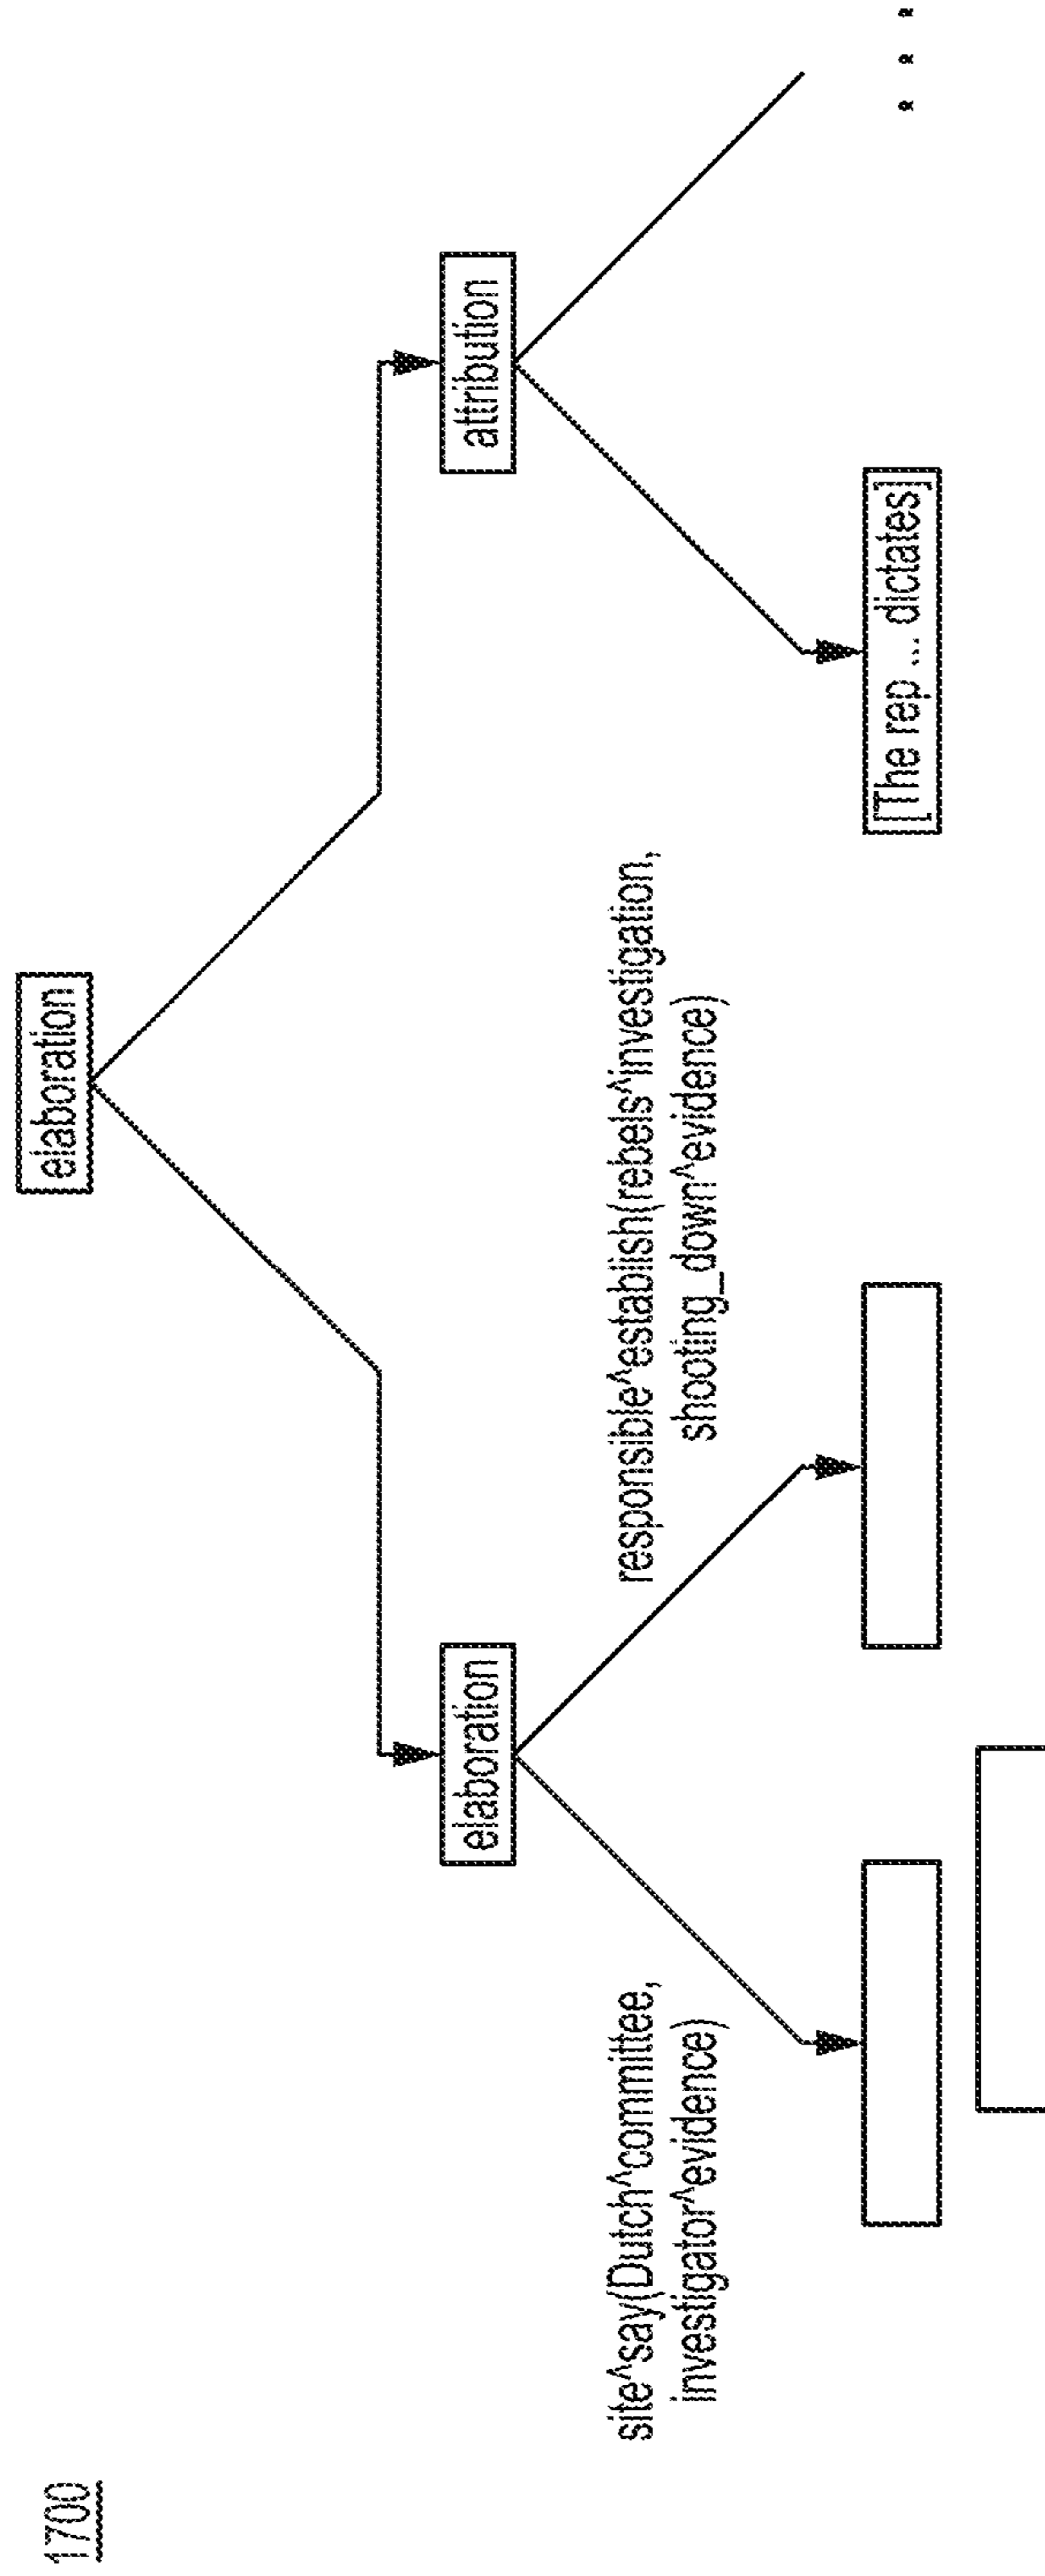 1700
elaboration
elaboration
attribution
site^say(Dutch^committee,
investigator^evidence)
responsible^establish(rebels^investigation,
shooting_down^evidence)
[The rep ... dictates]
. . .